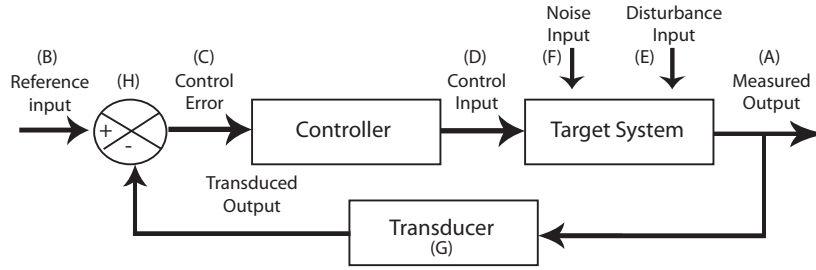 Noise
Input
(F)
Disturbance
Input
(E)
(B)
Reference
input
(H)
+
-
(C)
Control
Error
Controller
(D)
Control
Input
Target System
(A)
Measured
Output
Transduced
Output
Transducer
(G)